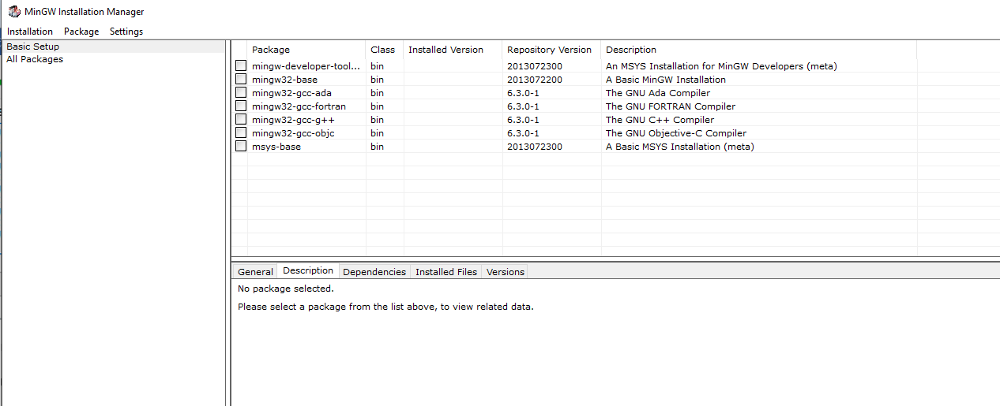 MinGW Installation Manager
Installation Package Settings
Basic Setup
All Packages
Package Class Installed Version Repository Version Description
mingw-developer-tool... bin 2013072300 An MSYS Installation for MinGW Developers (meta)
mingw32-base bin 2013072200 A Basic MinGW Installation
mingw32-gcc-ada bin 6.3.0-1 The GNU Ada Compiler
mingw32-gcc-fortran bin 6.3.0-1 The GNU FORTRAN Compiler
mingw32-gcc-g++ bin 6.3.0-1 The GNU C++ Compiler
mingw32-gcc-objc bin 6.3.0-1 The GNU Objective-C Compiler
msys-base bin 2013072300 A Basic MSYS Installation (meta)
General Description Dependencies Installed Files Versions
No package selected.
Please select a package from the list above, to view related data.